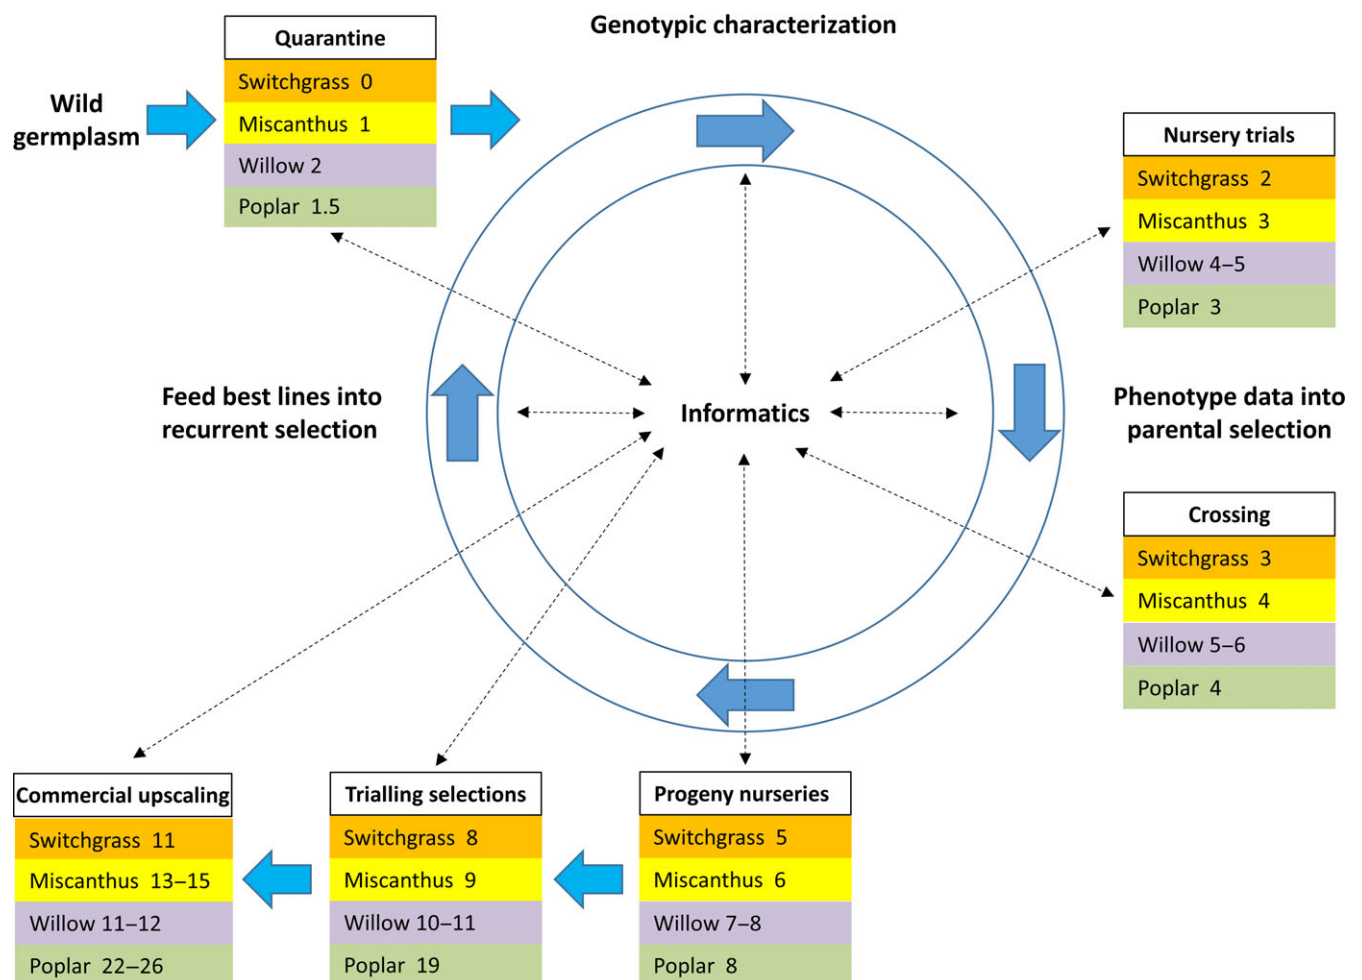 Genotypic characterization
Wild
germplasm
Quarantine
Switchgrass 0
Miscanthus 1
Willow 2
Poplar 1.5
Nursery trials
Switchgrass 2
Miscanthus 3
Willow 4–5
Poplar 3
Feed best lines into
recurrent selection
Informatics
Phenotype data into
parental selection
Crossing
Switchgrass 3
Miscanthus 4
Willow 5–6
Poplar 4
Commercial upscaling
Switchgrass 11
Miscanthus 13–15
Willow 11–12
Poplar 22–26
Trialling selections
Switchgrass 8
Miscanthus 9
Willow 10–11
Poplar 19
Progeny nurseries
Switchgrass 5
Miscanthus 6
Willow 7–8
Poplar 8